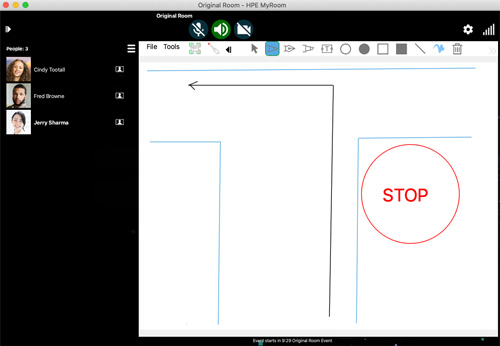 Original Room - HPE MyRoom
Original Room
People: 3
File Tools
Cindy Tootall
Fred Browne
Jerry Sharma
STOP
Event starts in 9:29 Original Room Event